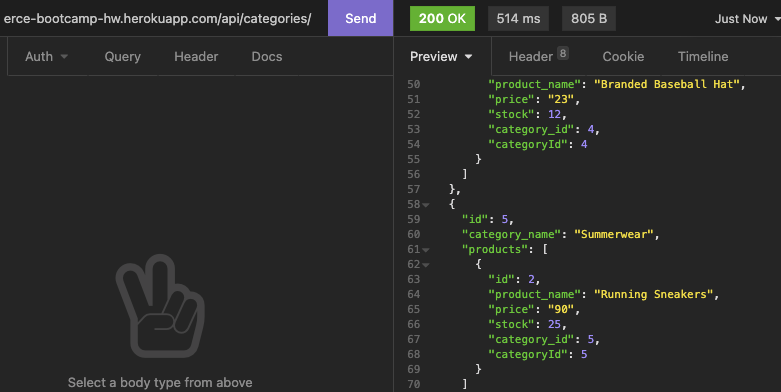 erce-bootcamp-hw.herokuapp.com/api/categories/ Send 200 OK 514 ms 805 B Just Now
Auth Query Header Docs
Preview Header 8 Cookie Timeline
50 "product_name": "Branded Baseball Hat",
51 "price": "23",
52 "stock": 12,
53 "category_id": 4,
54 "categoryId": 4
55 }
56 ]
57 },
58 {
59 "id": 5,
60 "category_name": "Summerwear",
61 "products": [
62 {
63 "id": 2,
64 "product_name": "Running Sneakers",
65 "price": "90",
66 "stock": 25,
67 "category_id": 5,
68 "categoryId": 5
69 }
70 ]
Select a body type from above